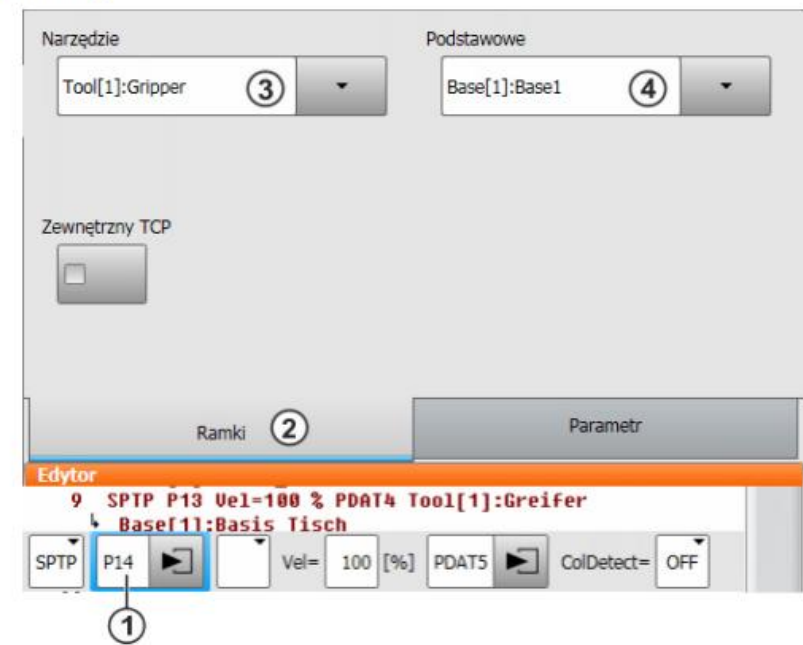 Narzędzie Podstawowe
Tool[1]:Gripper 3 Base[1]:Base1 4
Zewnętrzny TCP
Ramki 2 Parametr
Edytor
9 SPTP P13 Vel=100 % PDAT4 Tool[1]:Greifer
Base[1]:Basis Tisch
SPTP P14 Vel= 100 [%] PDAT5 ColDetect= OFF
1